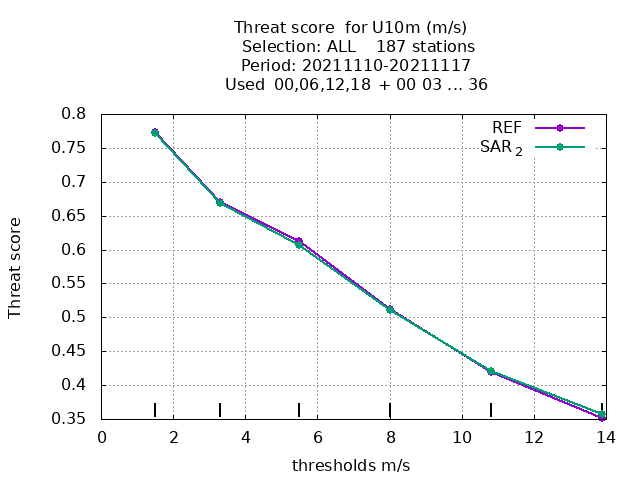 Threat score for U10m (m/s)
Selection: ALL 187 stations
Period: 20211110-20211117
Used 00,06,12,18 + 00 03 ... 36
REF
SAR 2
0.8
0.75
0.7
0.65
0.6
0.55
0.5
0.45
0.4
0.35
Threat score
0 2 4 6 8 10 12 14
thresholds m/s